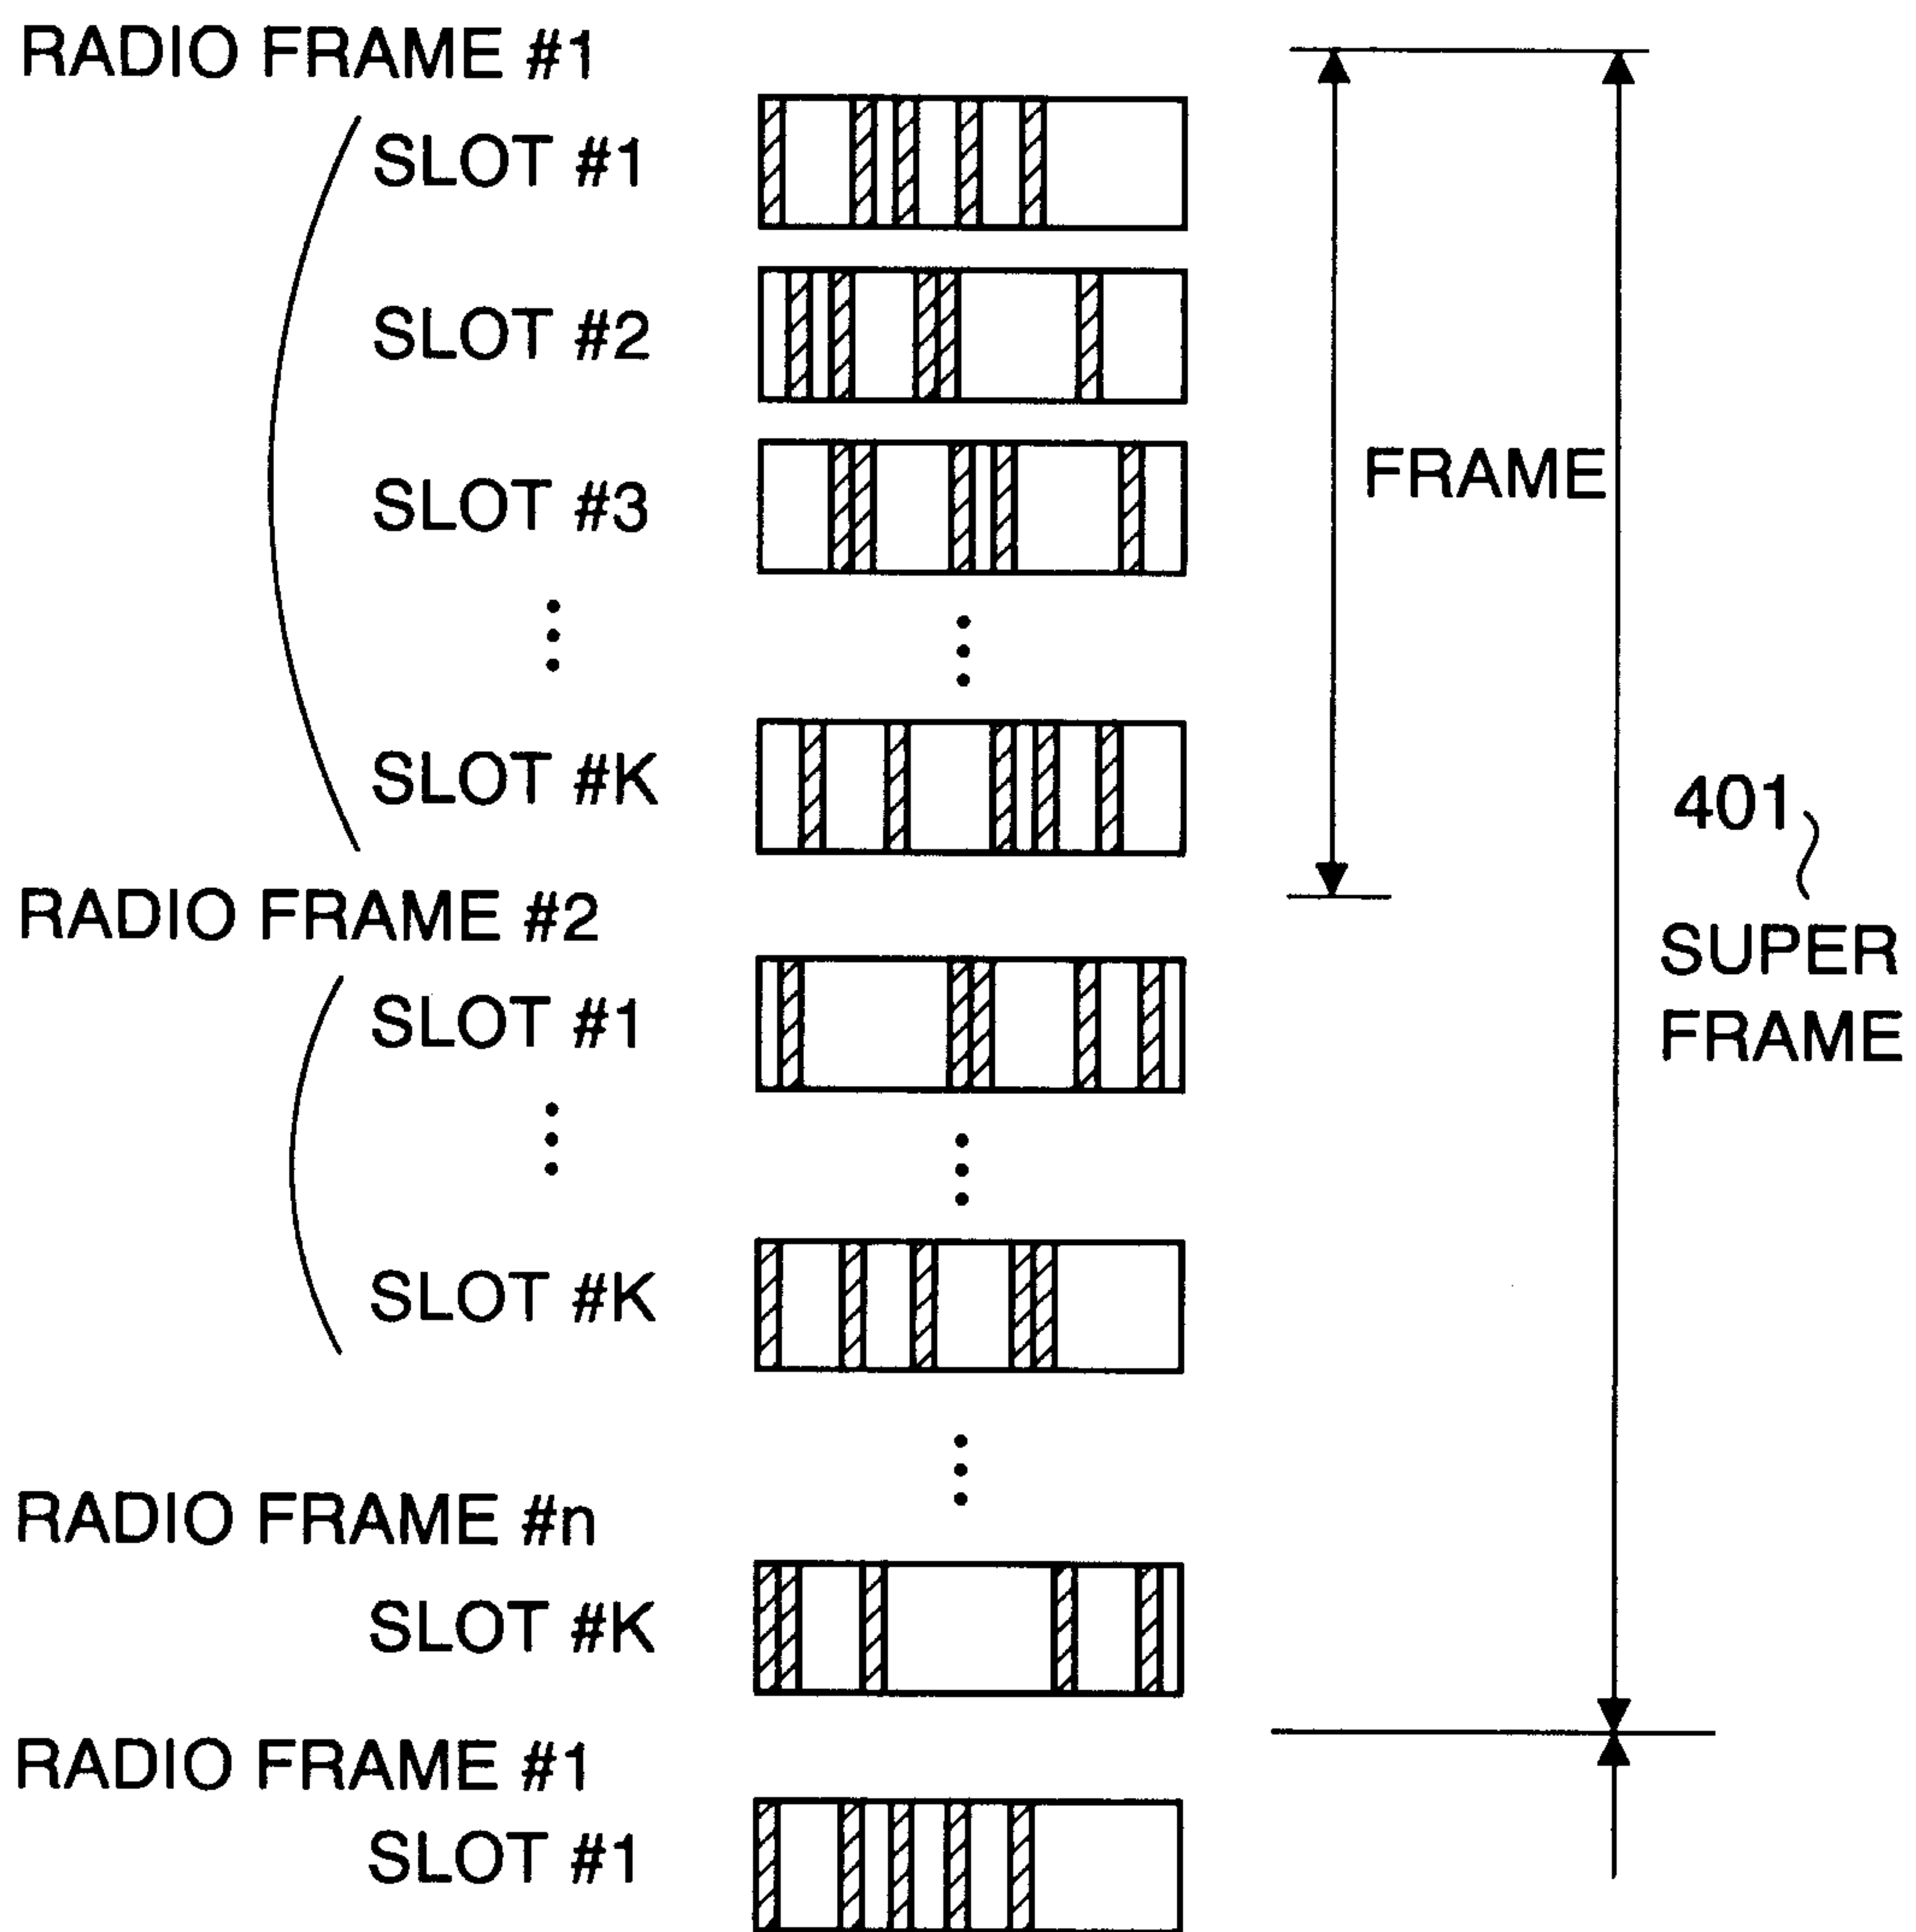 RADIO FRAME #1
SLOT #1
SLOT #2
SLOT #3
SLOT #K
FRAME
401
SUPER
FRAME
RADIO FRAME #2
SLOT #1
SLOT #K
RADIO FRAME #n
SLOT #K
RADIO FRAME #1
SLOT #1